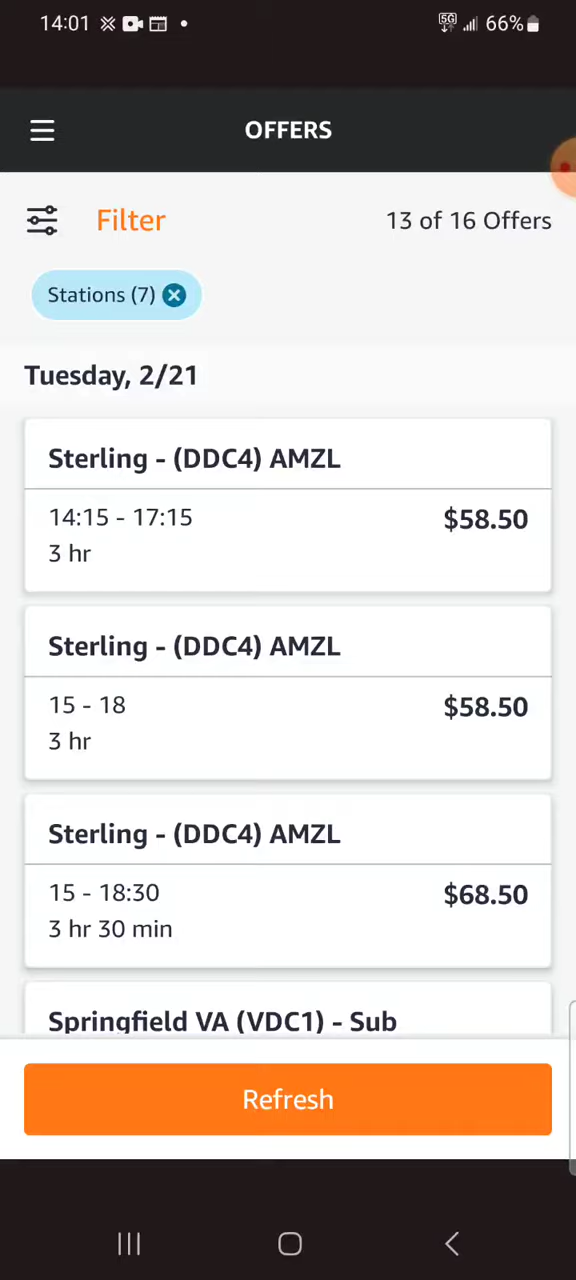 14:01
5G 66%
OFFERS
Filter 13 of 16 Offers
Stations (7)
Tuesday, 2/21
Sterling - (DDC4) AMZL
14:15 - 17:15 $58.50
3 hr
Sterling - (DDC4) AMZL
15 - 18 $58.50
3 hr
Sterling - (DDC4) AMZL
15 - 18:30 $68.50
3 hr 30 min
Springfield VA (VDC1) - Sub
Refresh